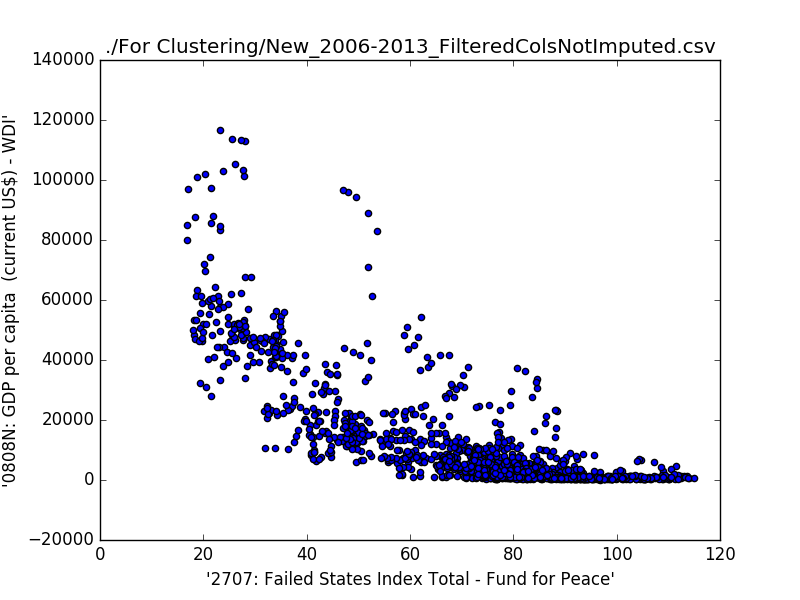 ./For Clustering/New_2006-2013_FilteredColsNotImputed.csv
140000
120000
100000
80000
60000
40000
20000
0
−20000
'0808N: GDP per capita  (current US$) - WDI'
0 20 40 60 80 100 120
'2707: Failed States Index Total - Fund for Peace'